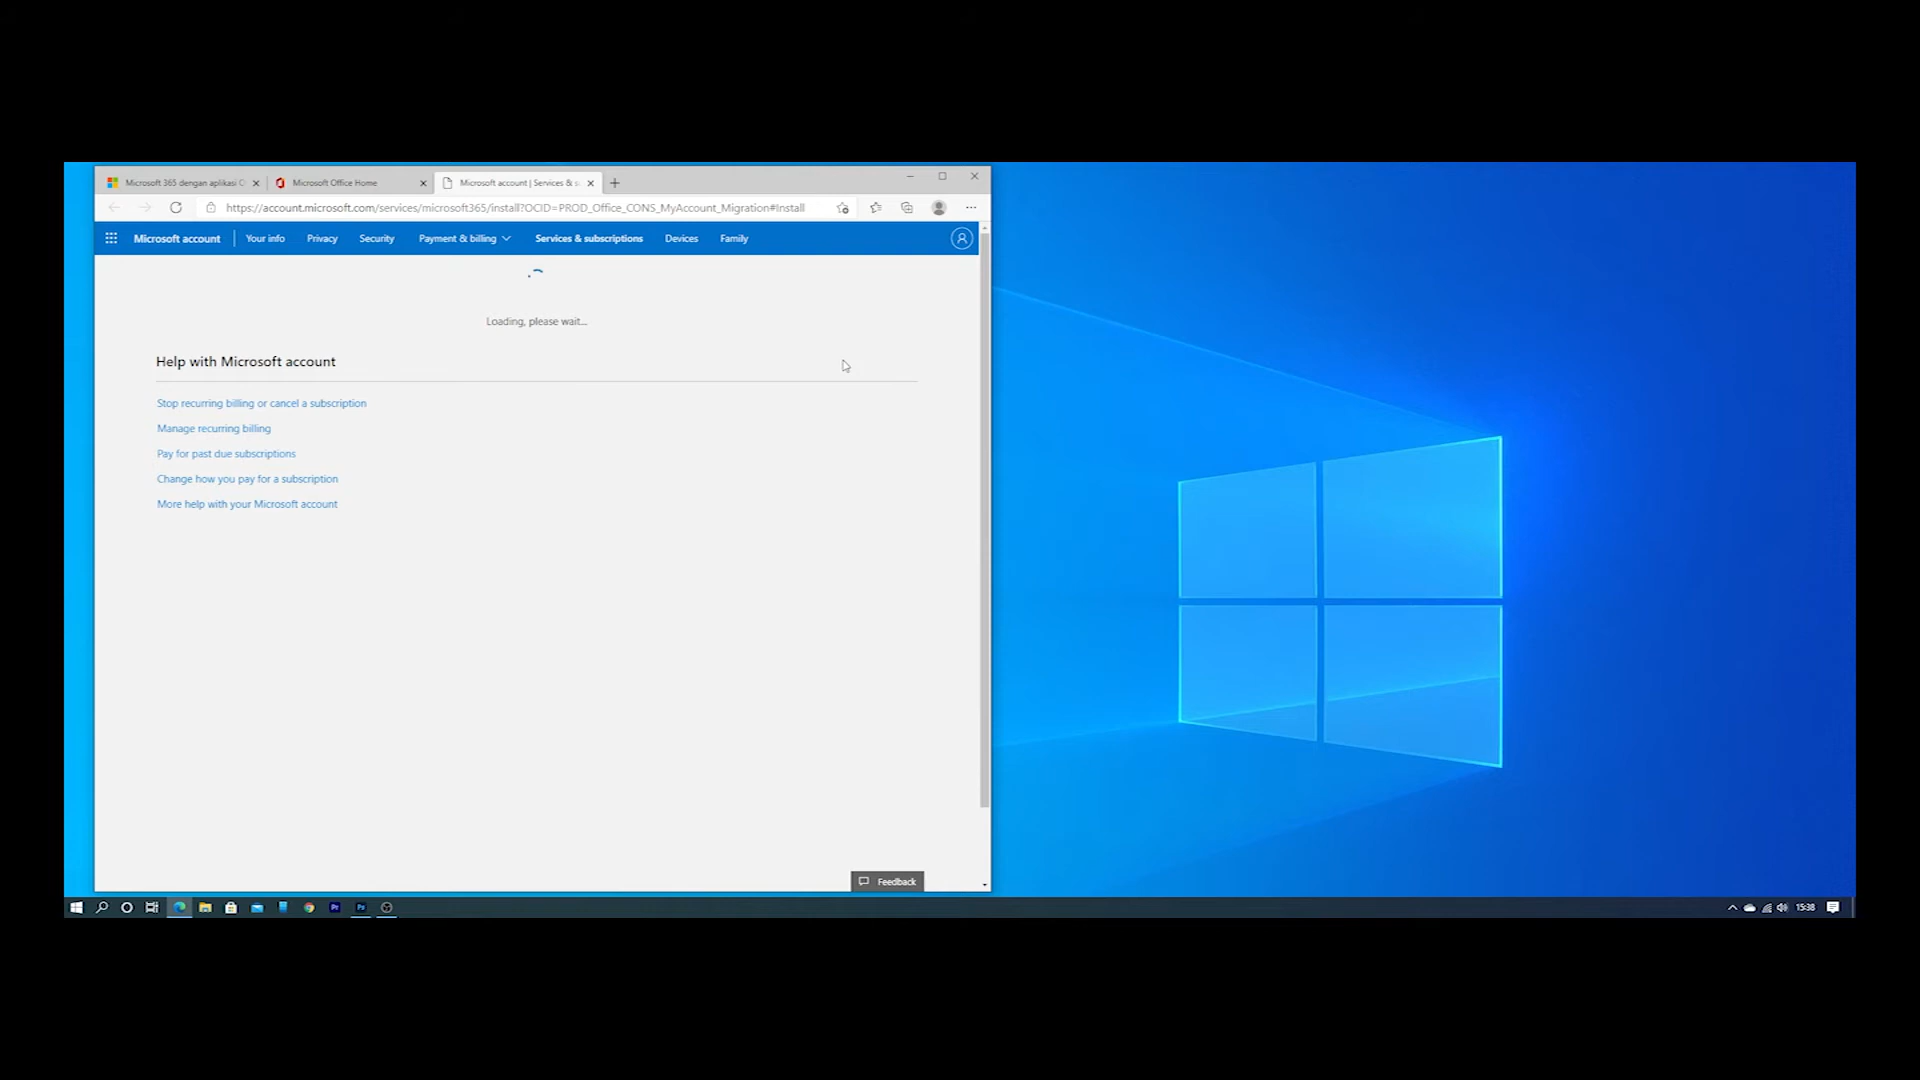 Microsoft 365 dengan aplikasi O
Microsoft Office Home
Microsoft account | Services & s
https://account.microsoft.com/services/microsoft365/install?OCID=PROD_Office_CONS_MyAccount_Migration#Install
Microsoft account
Your info
Privacy
Security
Payment & billing
Services & subscriptions
Devices
Family
Loading, please wait...
Help with Microsoft account
Stop recurring billing or cancel a subscription
Manage recurring billing
Pay for past due subscriptions
Change how you pay for a subscription
More help with your Microsoft account
Feedback
Pr
Ps
15:38